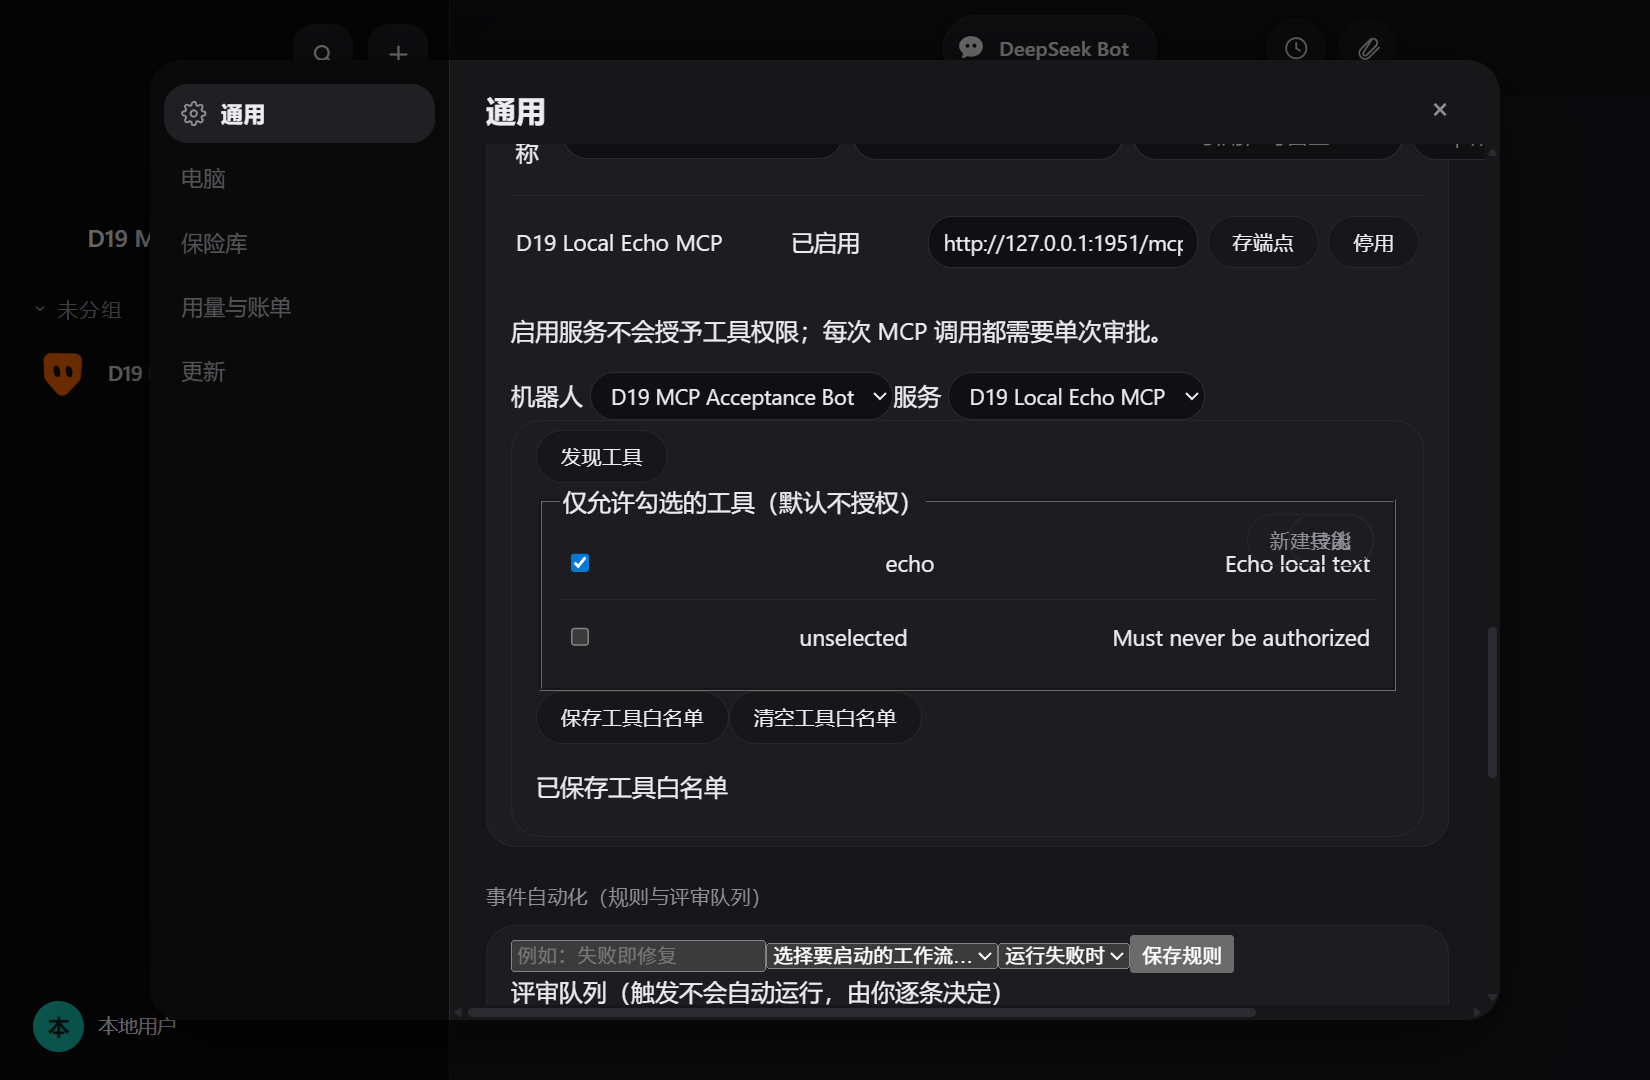 DeepSeek Bot
通用
电脑
保险库
用量与账单
更新
D19 M
未分组
D19
本
本地用户
通用
×
称
D19 Local Echo MCP 已启用 http://127.0.0.1:1951/mcp 存端点 停用
启用服务不会授予工具权限；每次 MCP 调用都需要单次审批。
机器人 D19 MCP Acceptance Bot 服务 D19 Local Echo MCP
发现工具
仅允许勾选的工具（默认不授权）
新建技能
echo Echo local text
unselected Must never be authorized
保存工具白名单 清空工具白名单
已保存工具白名单
事件自动化（规则与评审队列）
例如：失败即修复 选择要启动的工作流… 运行失败时 保存规则
评审队列（触发不会自动运行，由你逐条决定）